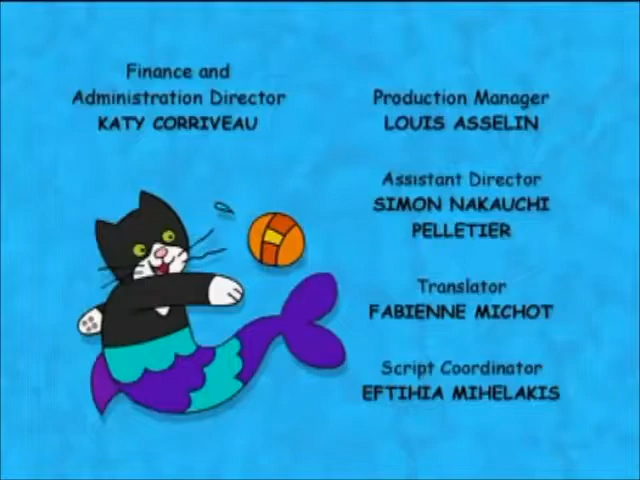 Finance and
Administration Director
KATY CORRIVEAU
Production Manager
LOUIS ASSELIN
Assistant Director
SIMON NAKAUCHI
PELLETIER
Translator
FABIENNE MICHOT
Script Coordinator
EFTIHIA MIHELAKIS